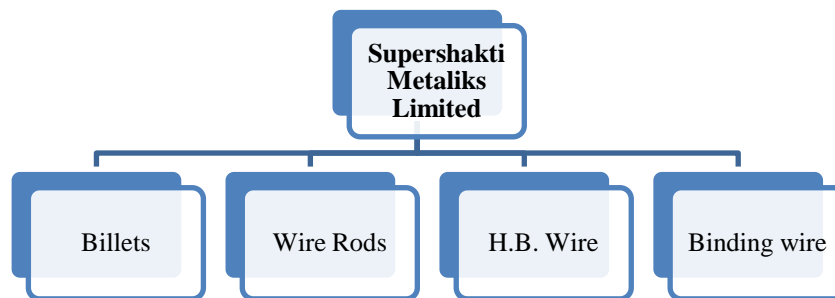 Supershakti
Metaliks
Limited
Billets
Wire Rods
H.B. Wire
Binding wire